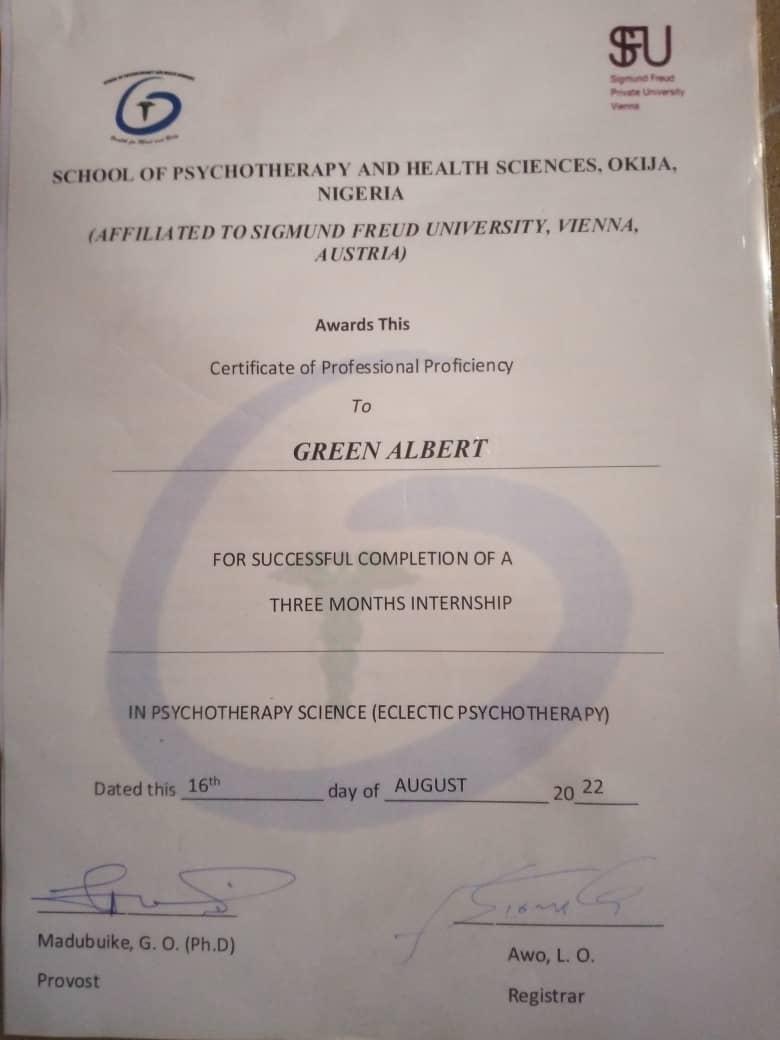 SFU
Sigmund Freud
Private University
Vienna
SCHOOL OF PSYCHOTHERAPY AND HEALTH SCIENCES, OKIJA,
NIGERIA
(AFFILIATED TO SIGMUND FREUD UNIVERSITY, VIENNA,
AUSTRIA)
Awards This
Certificate of Professional Proficiency
To
GREEN ALBERT
FOR SUCCESSFUL COMPLETION OF A
THREE MONTHS INTERNSHIP
IN PSYCHOTHERAPY SCIENCE (ECLECTIC PSYCHOTHERAPY)
Dated this 16th day of AUGUST 20 22
Madubuike, G. O. (Ph.D)
Provost
Awo, L. O.
Registrar